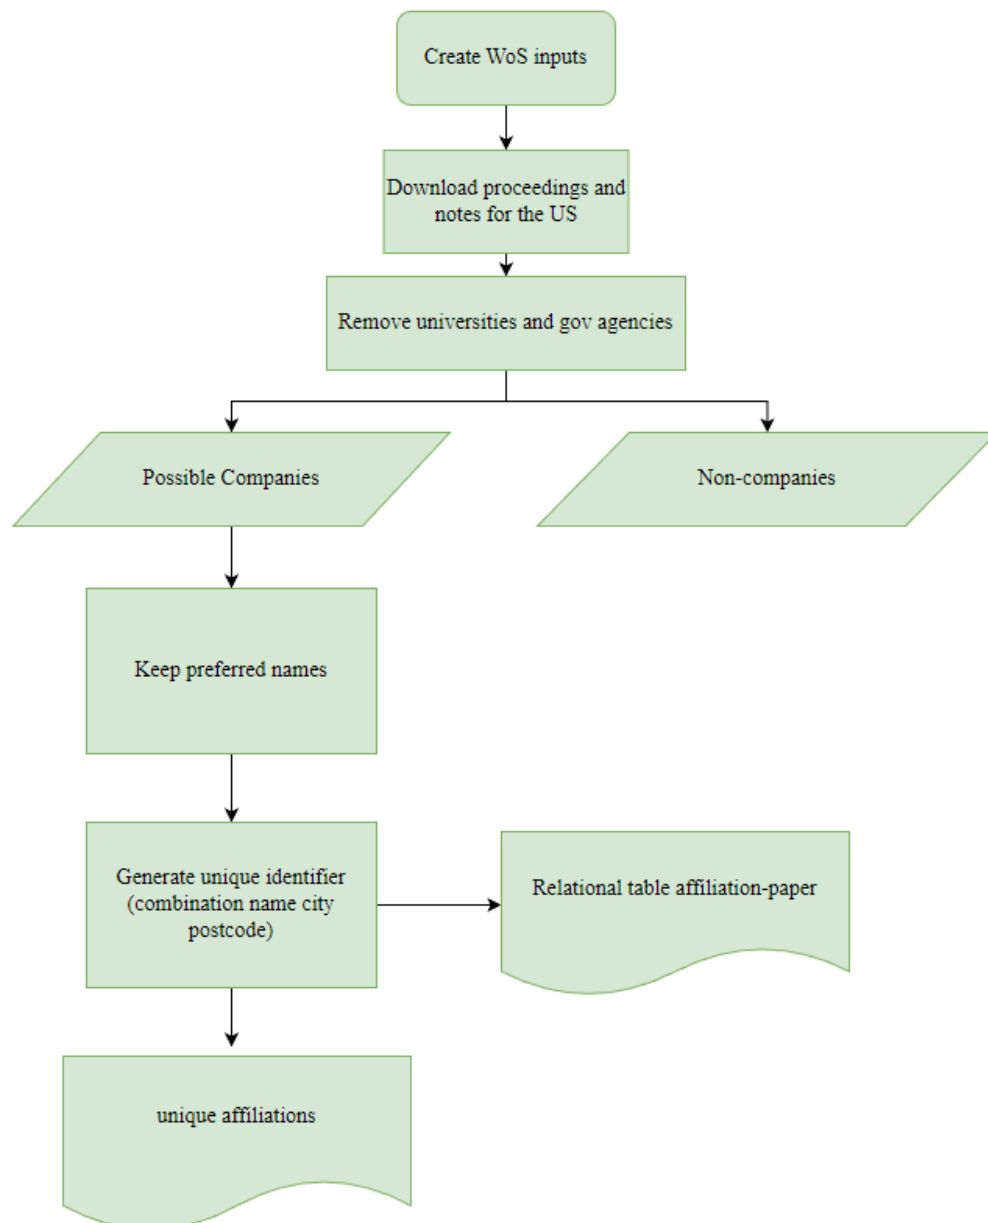 Create WoS inputs
Download proceedings and
notes for the US
Remove universities and gov agencies
Possible Companies
Non-companies
Keep preferred names
Generate unique identifier
(combination name city
postcode)
Relational table affiliation-paper
unique affiliations